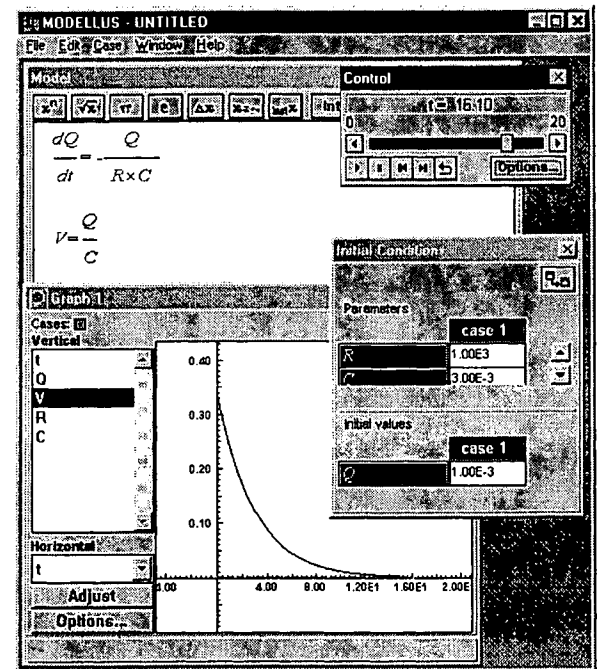 MODELLUS - UNTITLED
File Edit Case Window Help
Model
xⁿ √x π e Δx
dQ/dt = - Q/R×C
V = Q/C
Control
t = 16.10
0 20
Options...
Initial Conditions
Parameters
case 1
R 1.00E3
C 3.00E-3
Initial values
case 1
Q 1.00E-3
Graph 1
Cases:
Vertical
t
Q
V
R
C
Horizontal
t
Adjust
Options...
0.40
0.30
0.20
0.10
4.00 8.00 1.20E1 1.60E1 2.00E